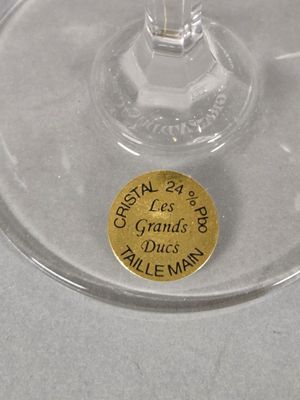 CRISTAL 24 % Pbo
Les
Grands
Ducs
TAILLE MAIN